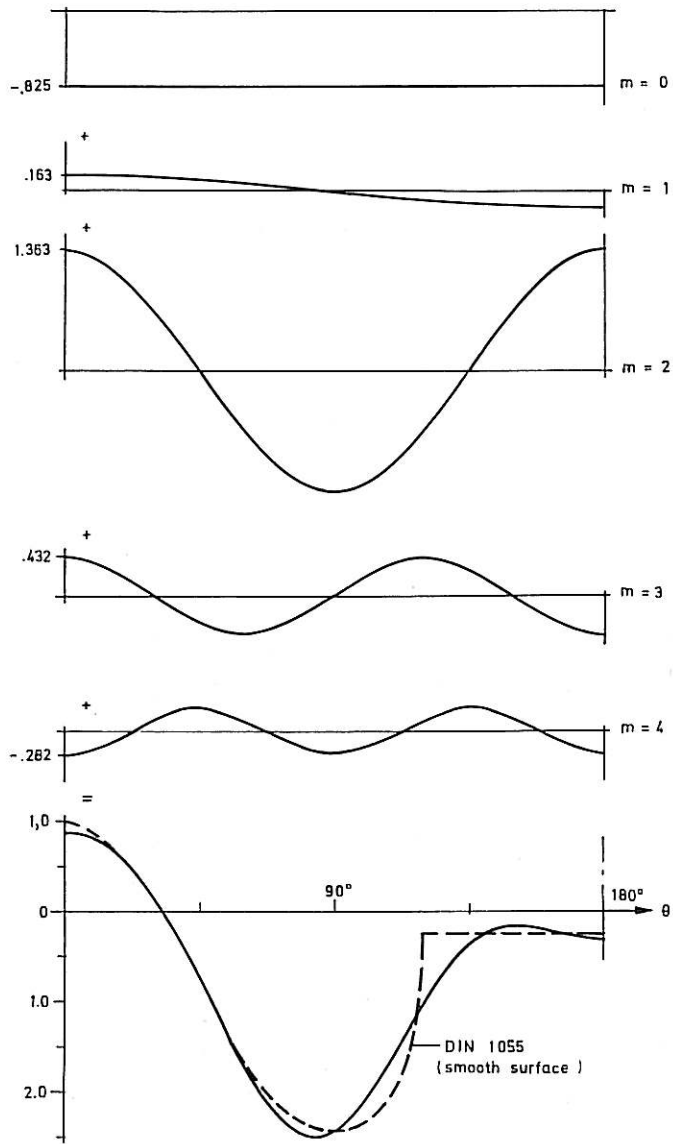 -.825
m = 0
+
.163
m = 1
+
1.363
m = 2
+
.432
m = 3
+
-.282
m = 4
=
1,0
90°
180°
0
θ
1.0
DIN 1055
(smooth surface )
2.0